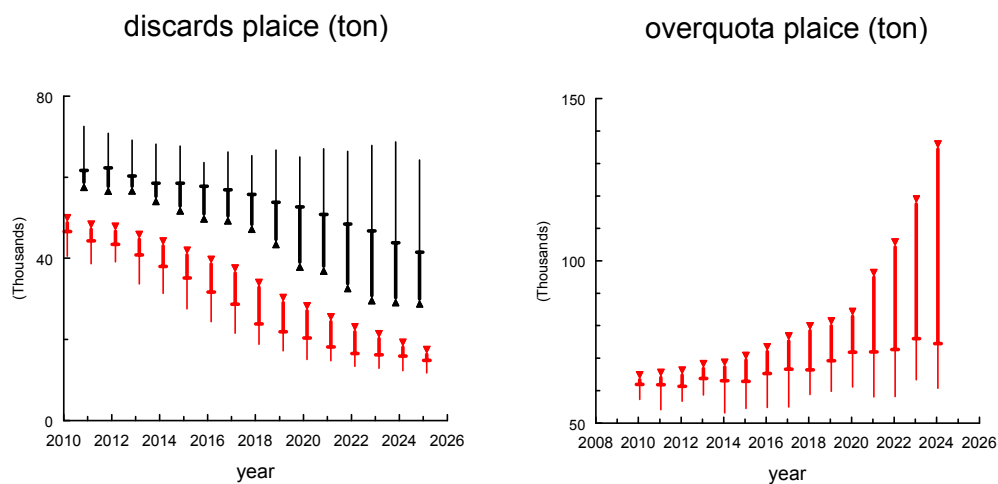 discards plaice (ton)
80
40
0
(Thousands)
2010 2012 2014 2016 2018 2020 2022 2024 2026
year
overquota plaice (ton)
150
100
50
(Thousands)
2008 2010 2012 2014 2016 2018 2020 2022 2024 2026
year